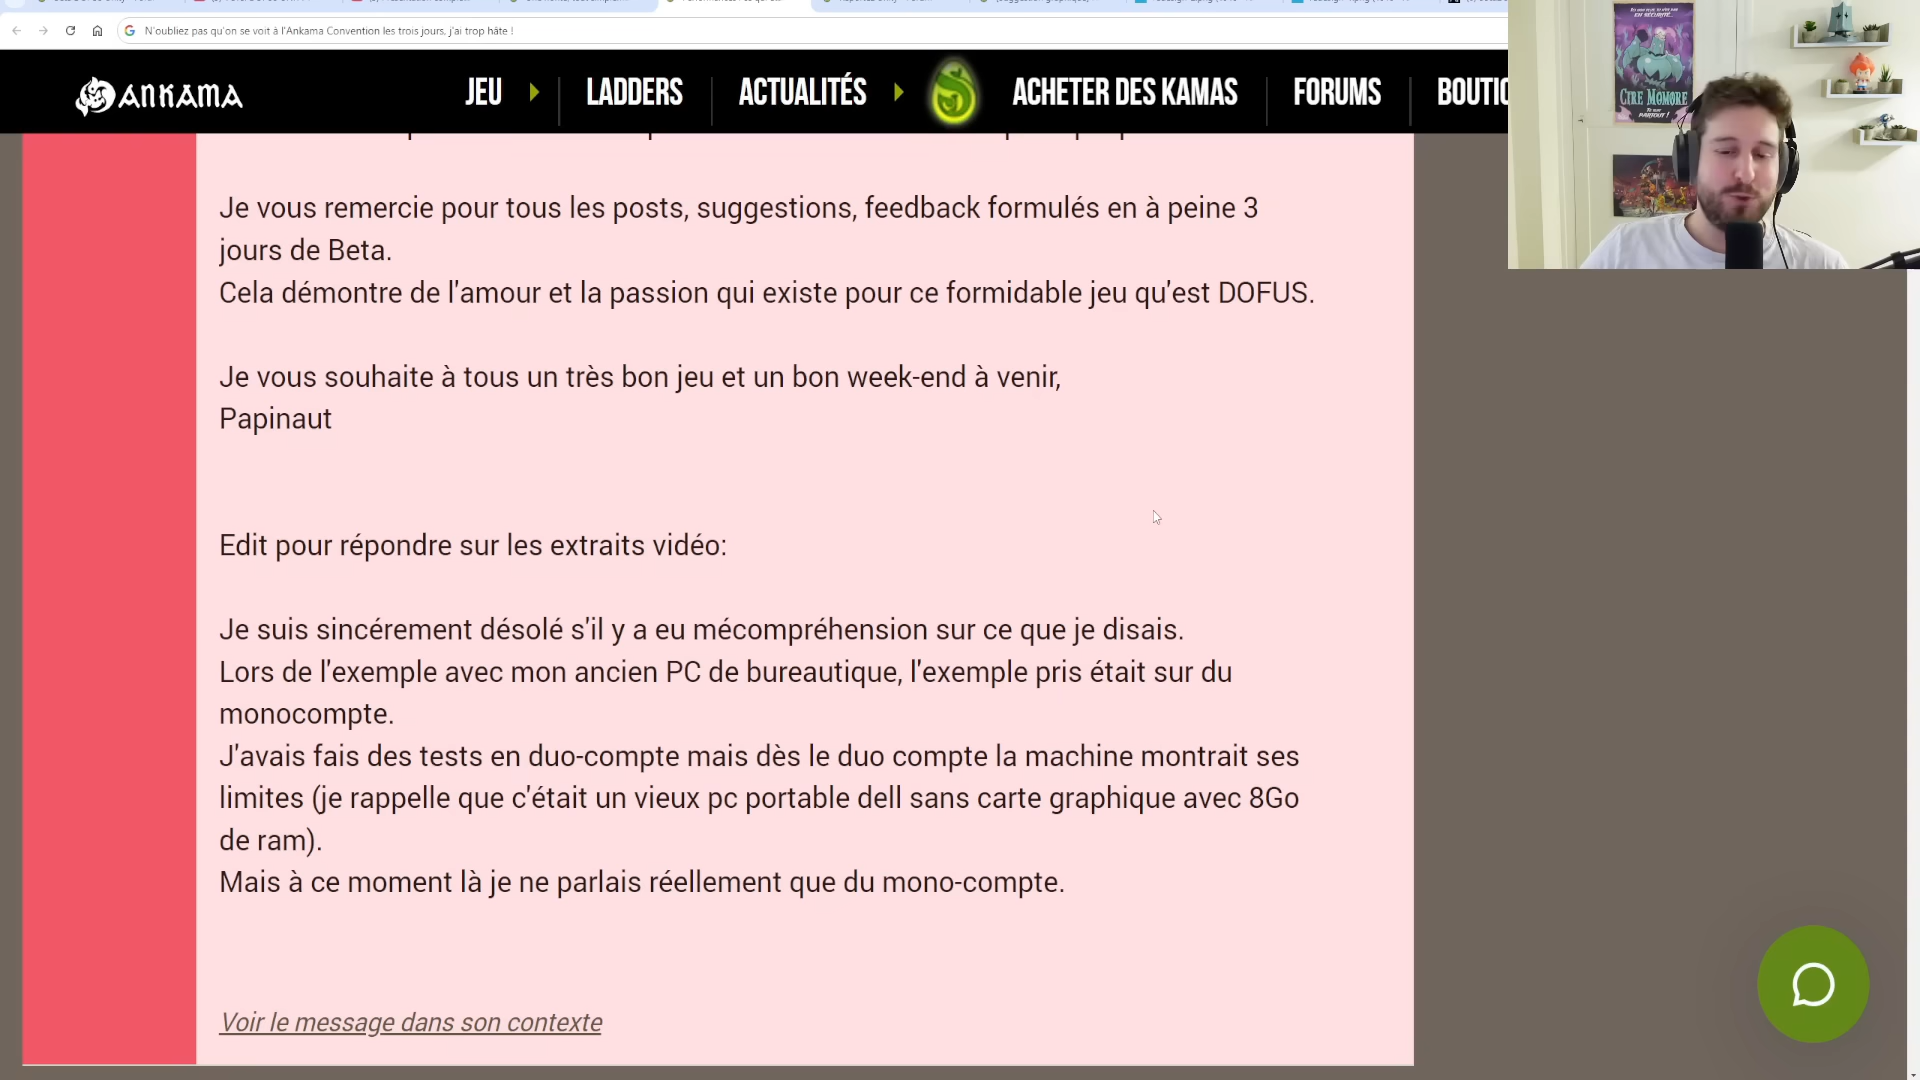 N'oubliez pas qu'on se voit à l'Ankama Convention les trois jours, j'ai trop hâte !
ANKAMA
JEU
LADDERS
ACTUALITÉS
ACHETER DES KAMAS
FORUMS
BOUTIC
EN SÉCURITÉ...
CIRE MOMORE
PARTOUT !
Je vous remercie pour tous les posts, suggestions, feedback formulés en à peine 3
jours de Beta.
Cela démontre de l'amour et la passion qui existe pour ce formidable jeu qu'est DOFUS.
Je vous souhaite à tous un très bon jeu et un bon week-end à venir,
Papinaut
Edit pour répondre sur les extraits vidéo:
Je suis sincérement désolé s'il y a eu mécompréhension sur ce que je disais.
Lors de l'exemple avec mon ancien PC de bureautique, l'exemple pris était sur du
monocompte.
J'avais fais des tests en duo-compte mais dès le duo compte la machine montrait ses
limites (je rappelle que c'était un vieux pc portable dell sans carte graphique avec 8Go
de ram).
Mais à ce moment là je ne parlais réellement que du mono-compte.
Voir le message dans son contexte